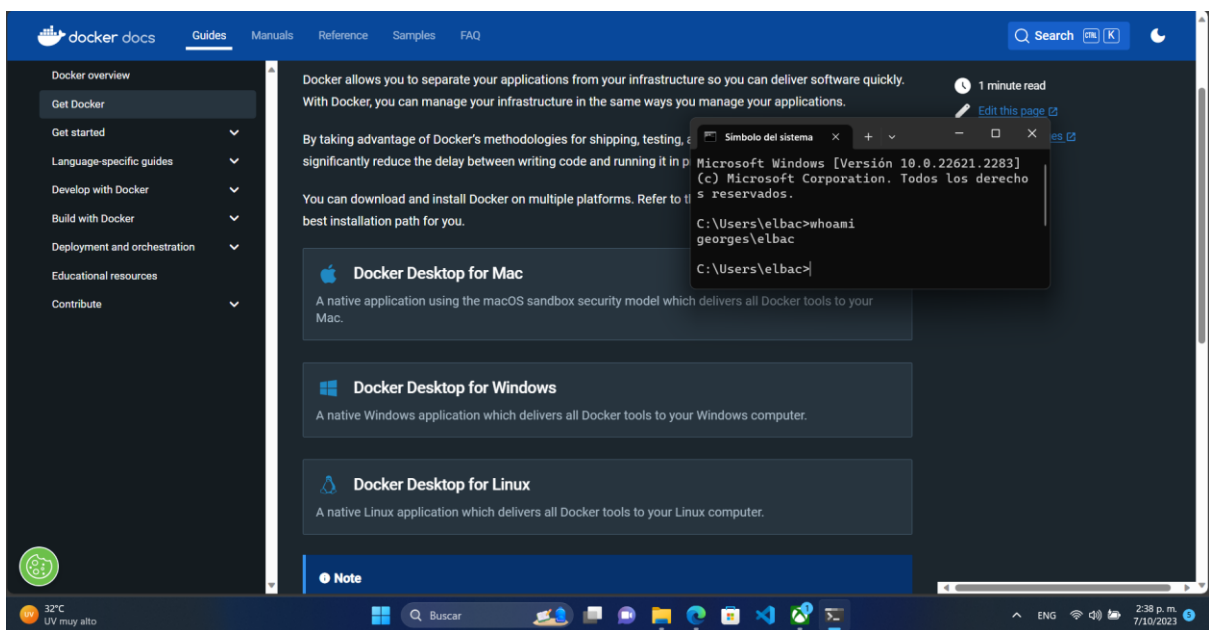 docker docs
Guides
Manuals
Reference
Samples
FAQ
Search
CTRL
K
Docker overview
Get Docker
Get started
Language-specific guides
Develop with Docker
Build with Docker
Deployment and orchestration
Educational resources
Contribute
Docker allows you to separate your applications from your infrastructure so you can deliver software quickly.
With Docker, you can manage your infrastructure in the same ways you manage your applications.
By taking advantage of Docker's methodologies for shipping, testing,
significantly reduce the delay between writing code and running it in
You can download and install Docker on multiple platforms. Refer to
best installation path for you.
Docker Desktop for Mac
A native application using the macOS sandbox security model which delivers all Docker tools to your
Mac.
Docker Desktop for Windows
A native Windows application which delivers all Docker tools to your Windows computer.
Docker Desktop for Linux
A native Linux application which delivers all Docker tools to your Linux computer.
Note
1 minute read
Edit this page
Símbolo del sistema
Microsoft Windows [Versión 10.0.22621.2283]
(c) Microsoft Corporation. Todos los derecho
s reservados.
C:\Users\elbac>whoami
georges\elbac
C:\Users\elbac>
UV
32°C
UV muy alto
Buscar
ENG
2:38 p. m.
7/10/2023
5